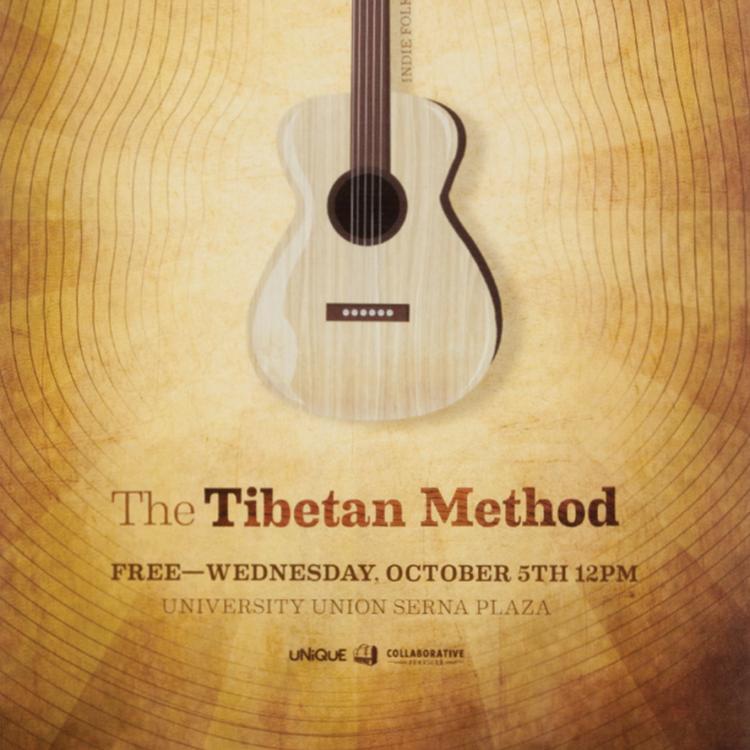 INDIE FOLK
The Tibetan Method
FREE—WEDNESDAY, OCTOBER 5TH 12PM
UNIVERSITY UNION SERNA PLAZA
UNiQUE
COLLABORATIVE